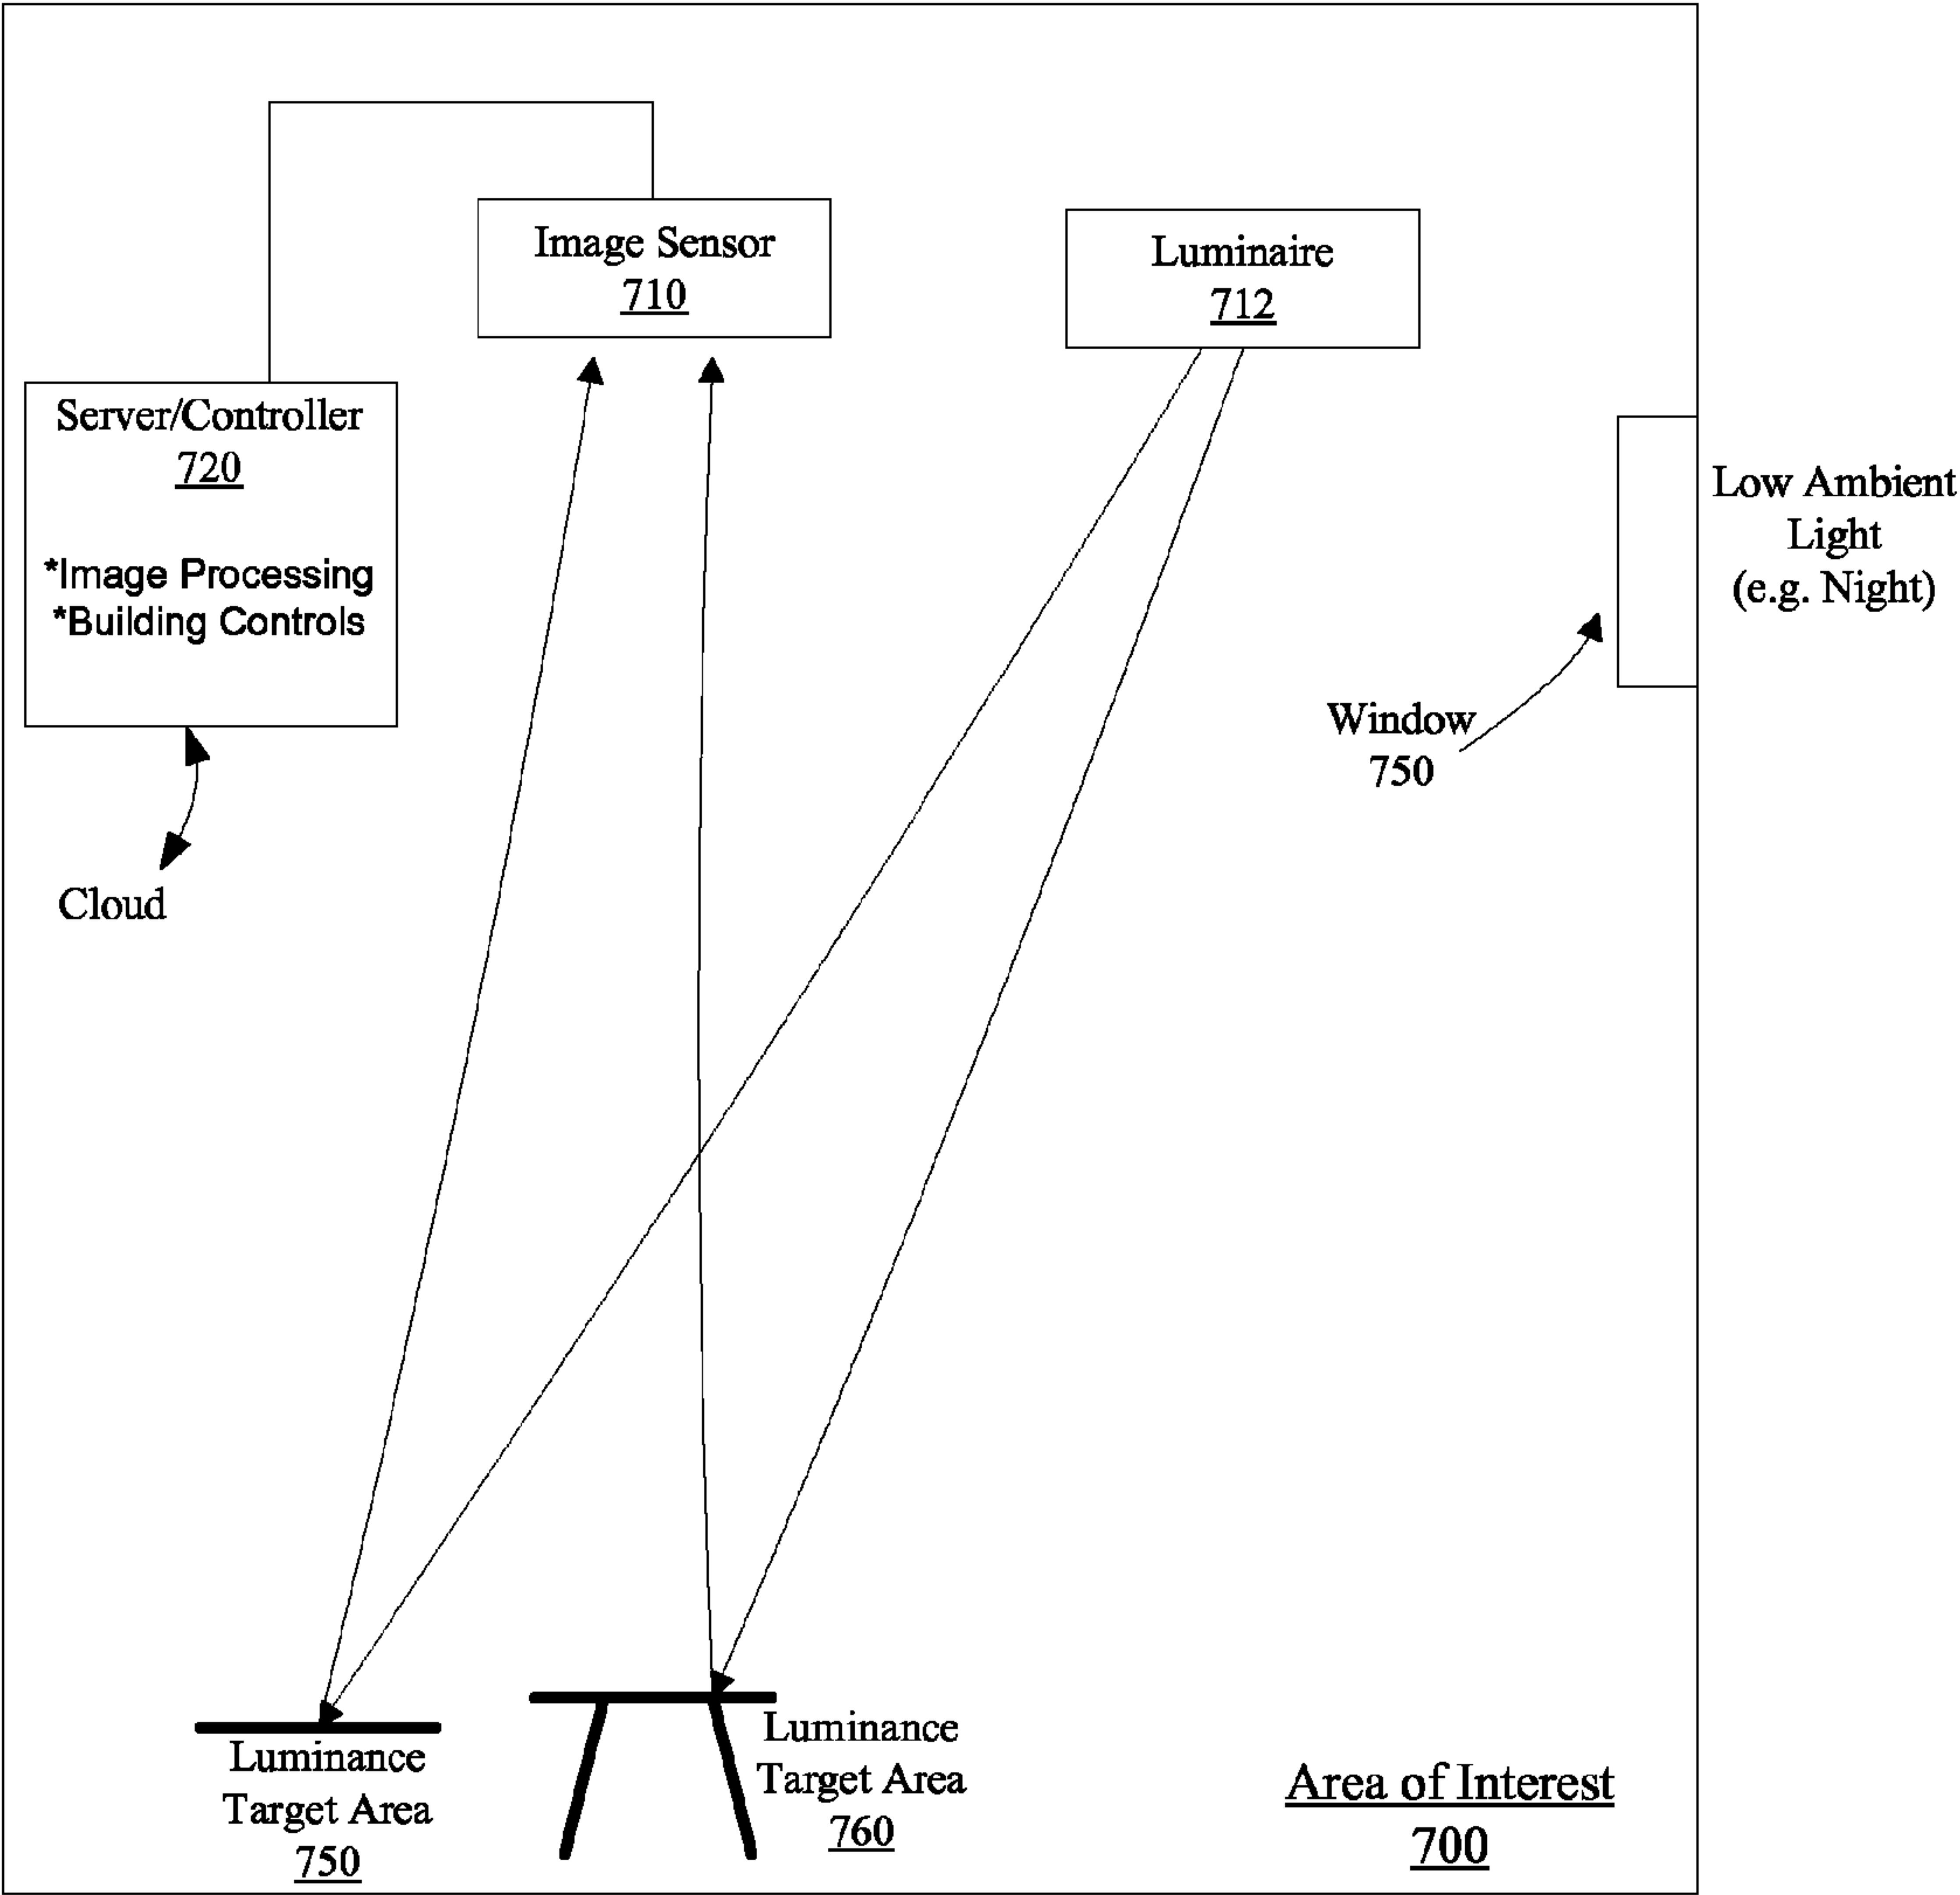 Image Sensor
710
Luminaire
712
Server/Controller
720
*Image Processing
*Building Controls
Low Ambient
Light
(e.g. Night)
Window
750
Cloud
Luminance
Target Area
750
Luminance
Target Area
760
Area of Interest
700